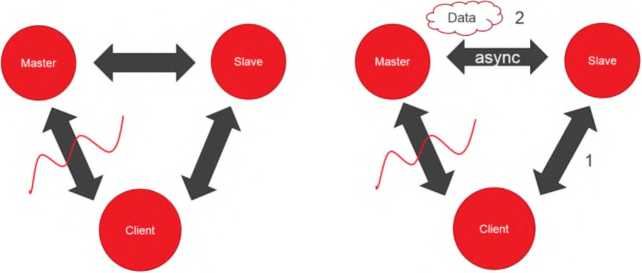 Master
Slave
Client
Data
2
Master
async
Slave
1
Client